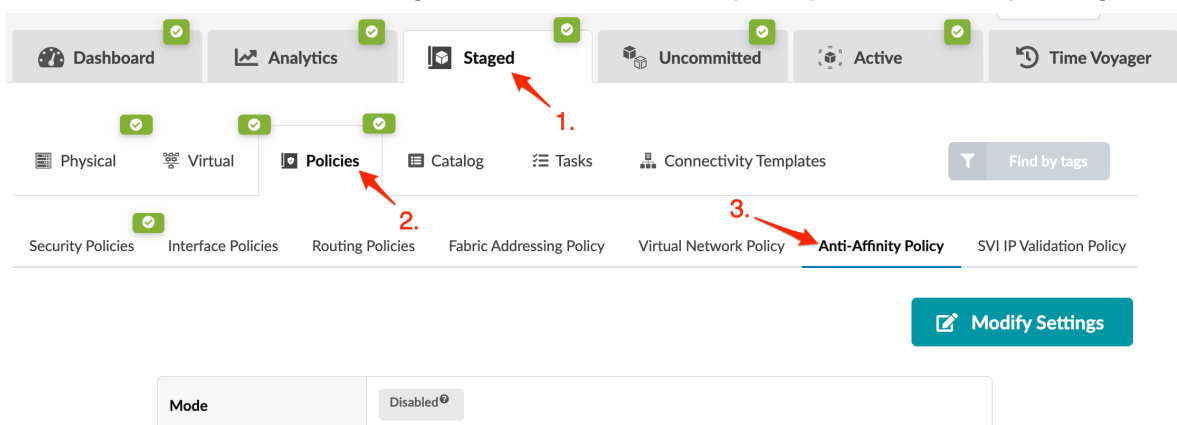 Dashboard Analytics Staged Uncommitted Active Time Voyager
1.
Physical Virtual Policies Catalog Tasks Connectivity Templates Find by tags
2.
3.
Security Policies Interface Policies Routing Policies Fabric Addressing Policy Virtual Network Policy Anti-Affinity Policy SVI IP Validation Policy
Modify Settings
Mode Disabled